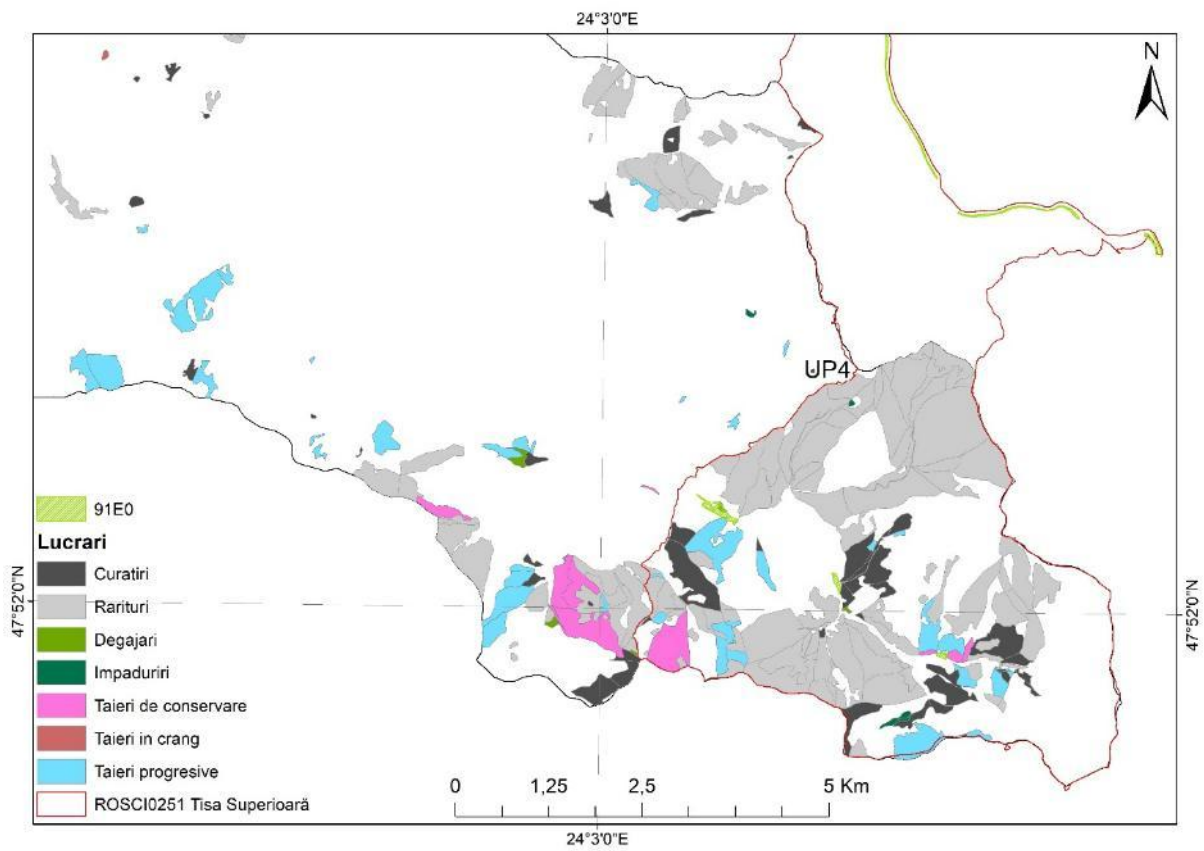 24°3'0"E
N
UP4
91E0
Lucrari
Curatiri
Rarituri
Degajari
Impaduriri
Taieri de conservare
Taieri in crang
Taieri progresive
ROSCI0251 Tisa Superioară
47°52'0"N
47°52'0"N
0 1,25 2,5 5 Km
24°3'0"E